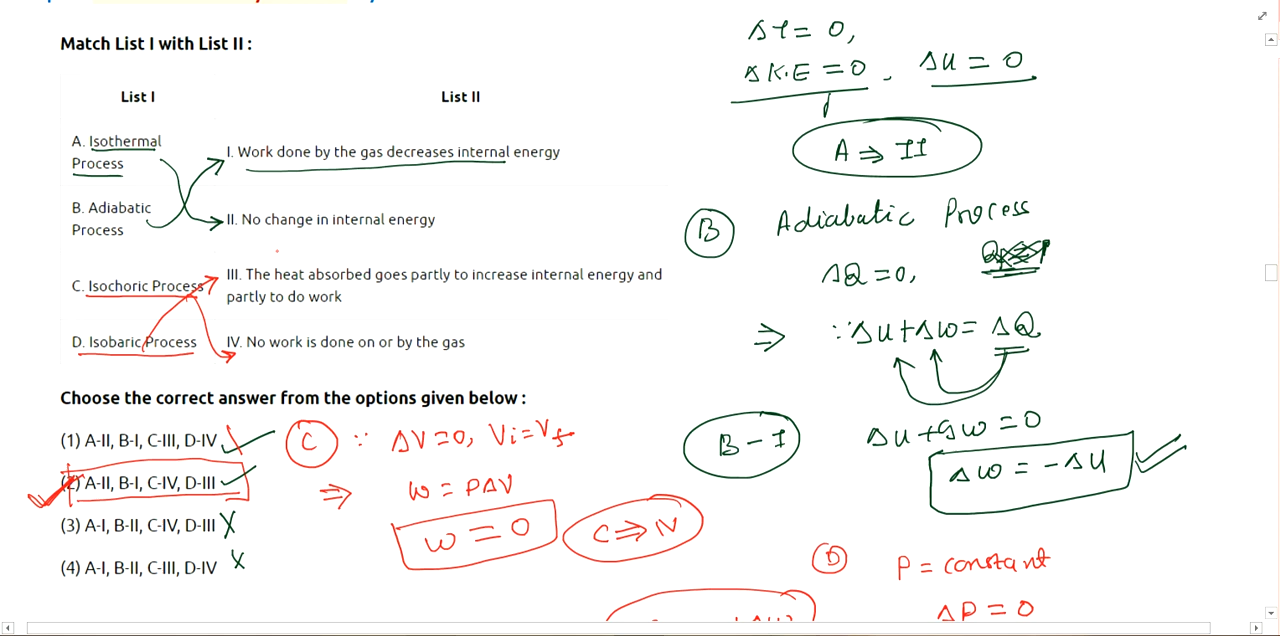 Match List I with List II :
List I
List II
A. Isothermal
Process
I. Work done by the gas decreases internal energy
B. Adiabatic
Process
II. No change in internal energy
C. Isochoric Process
III. The heat absorbed goes partly to increase internal energy and
partly to do work
D. Isobaric Process
IV. No work is done on or by the gas
Choose the correct answer from the options given below :
(1) A-II, B-I, C-III, D-IV
(2) A-II, B-I, C-IV, D-III
(3) A-I, B-II, C-IV, D-III
(4) A-I, B-II, C-III, D-IV
Δt = 0,
ΔK.E = 0, ΔU = 0
A ⇒ II
B Adiabatic Process
ΔQ = 0,
⇒ ∵ ΔU + ΔW = ΔQ
B - I
ΔU + ΔW = 0
ΔW = -ΔU
C ∵ ΔV = 0, Vi = Vf
⇒ W = PΔV
W = 0
C ⇒ IV
D P = constant
ΔP = 0